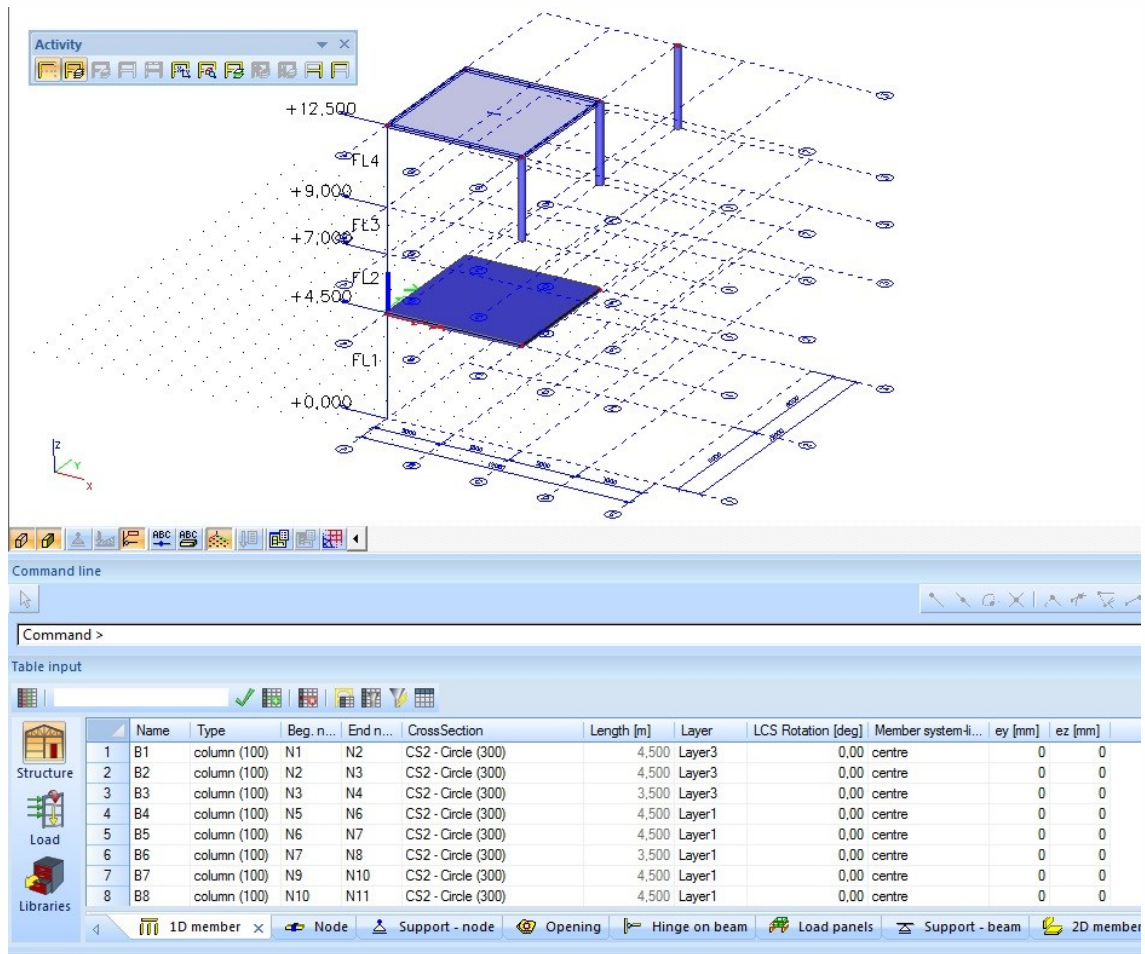 Activity
+12,500
FL4
+9,000
FL3
+7,000
FL2
+4,500
FL1
+0,000
Z
Y
X
ABC ABC
Command line
Command >
Table input
Name Type Beg. n... End n... CrossSection Length [m] Layer LCS Rotation [deg] Member system-li... ey [mm] ez [mm]
1 B1 column (100) N1 N2 CS2 - Circle (300) 4,500 Layer3 0,00 centre 0 0
2 B2 column (100) N2 N3 CS2 - Circle (300) 4,500 Layer3 0,00 centre 0 0
3 B3 column (100) N3 N4 CS2 - Circle (300) 3,500 Layer3 0,00 centre 0 0
4 B4 column (100) N5 N6 CS2 - Circle (300) 4,500 Layer1 0,00 centre 0 0
5 B5 column (100) N6 N7 CS2 - Circle (300) 4,500 Layer1 0,00 centre 0 0
6 B6 column (100) N7 N8 CS2 - Circle (300) 3,500 Layer1 0,00 centre 0 0
7 B7 column (100) N9 N10 CS2 - Circle (300) 4,500 Layer1 0,00 centre 0 0
8 B8 column (100) N10 N11 CS2 - Circle (300) 4,500 Layer1 0,00 centre 0 0
Structure
Load
Libraries
1D member Node Support - node Opening Hinge on beam Load panels Support - beam 2D member